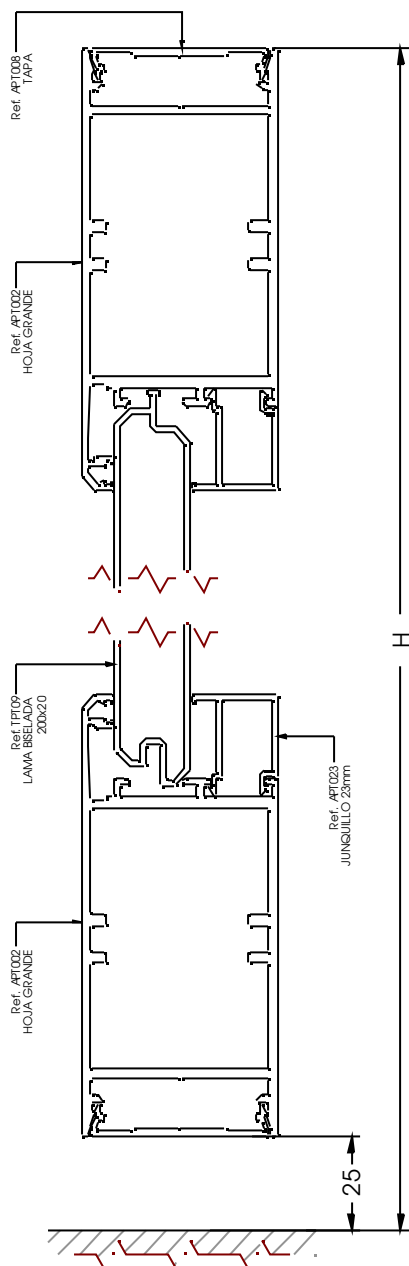 Ref. APT008
TAPA
Ref. APT002
HOJA GRANDE
Ref. TPT09
LAMA BISELADA
200x20
H
Ref. APT023
JUNQUILLO 23mm
Ref. APT002
HOJA GRANDE
25